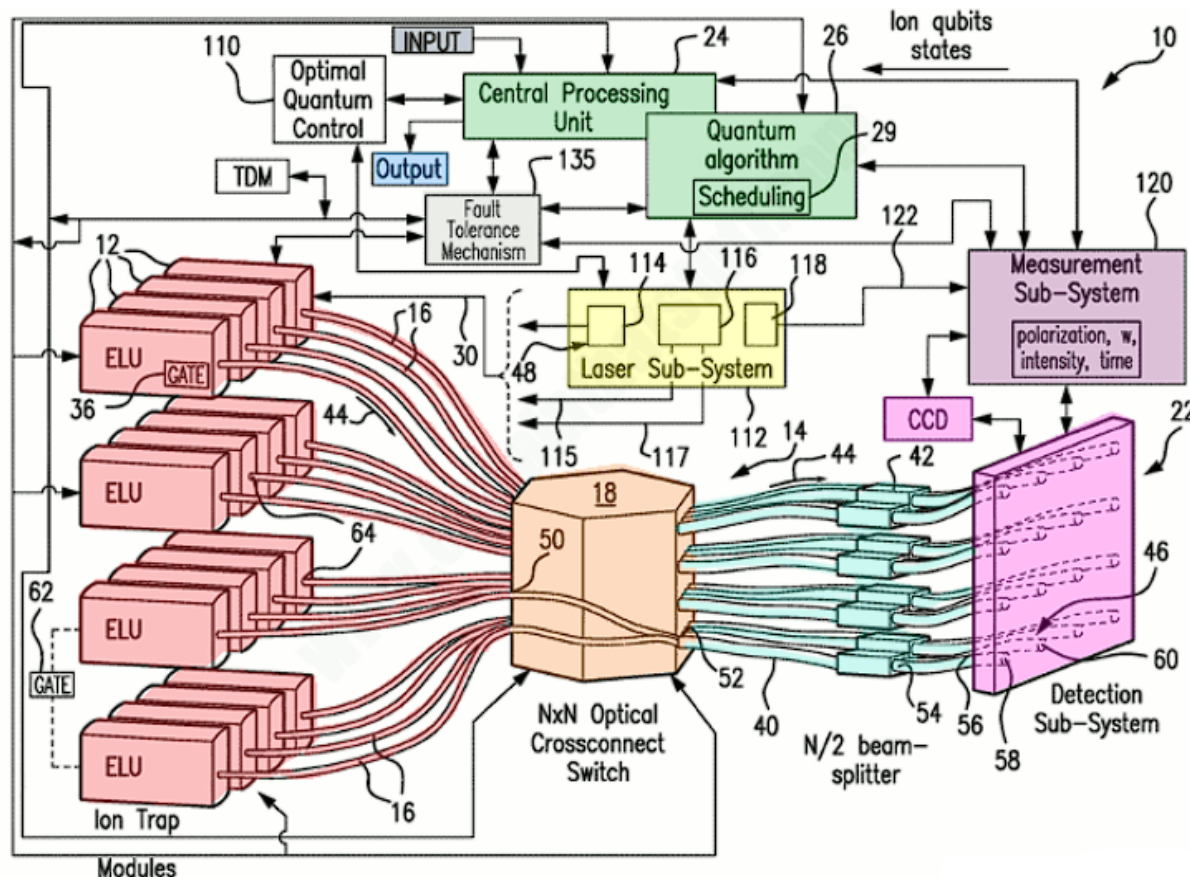 INPUT
24
26
Ion qubits
states
10
110
Optimal
Quantum
Control
Central Processing
Unit
Quantum
algorithm
29
Scheduling
Output
135
TDM
Fault
Tolerance
Mechanism
120
122
12
114
116
118
Measurement
Sub-System
polarization, w,
intensity, time
16
30
48
Laser Sub-System
ELU
GATE
36
44
16
115
117
112
CCD
22
14
44
42
18
ELU
50
64
46
62
ELU
GATE
52
40
54
56
58
60
Detection
Sub-System
NxN Optical
Crossconnect
Switch
N/2 beam-
splitter
ELU
16
Ion Trap
Modules